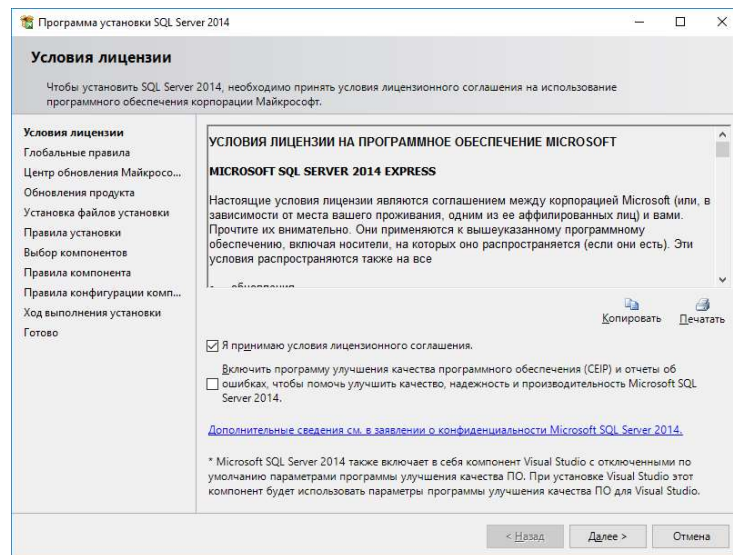 Программа установки SQL Server 2014
Условия лицензии
Чтобы установить SQL Server 2014, необходимо принять условия лицензионного соглашения на использование
программного обеспечения корпорации Майкрософт.
Условия лицензии
Глобальные правила
Центр обновления Майкросо...
Обновления продукта
Установка файлов установки
Правила установки
Выбор компонентов
Правила компонента
Правила конфигурации комп...
Ход выполнения установки
Готово
УСЛОВИЯ ЛИЦЕНЗИИ НА ПРОГРАММНОЕ ОБЕСПЕЧЕНИЕ MICROSOFT
MICROSOFT SQL SERVER 2014 EXPRESS
Настоящие условия лицензии являются соглашением между корпорацией Microsoft (или, в
зависимости от места вашего проживания, одним из ее аффилированных лиц) и вами.
Прочтите их внимательно. Они применяются к вышеуказанному программному
обеспечению, включая носители, на которых оно распространяется (если они есть). Эти
условия распространяются также на все
• обновления
Копировать Печатать
Я принимаю условия лицензионного соглашения.
Включить программу улучшения качества программного обеспечения (CEIP) и отчеты об
ошибках, чтобы помочь улучшить качество, надежность и производительность Microsoft SQL
Server 2014.
Дополнительные сведения см. в заявлении о конфиденциальности Microsoft SQL Server 2014.
* Microsoft SQL Server 2014 также включает в себя компонент Visual Studio с отключенными по
умолчанию параметрами программы улучшения качества ПО. При установке Visual Studio этот
компонент будет использовать параметры программы улучшения качества ПО для Visual Studio.
< Назад Далее > Отмена